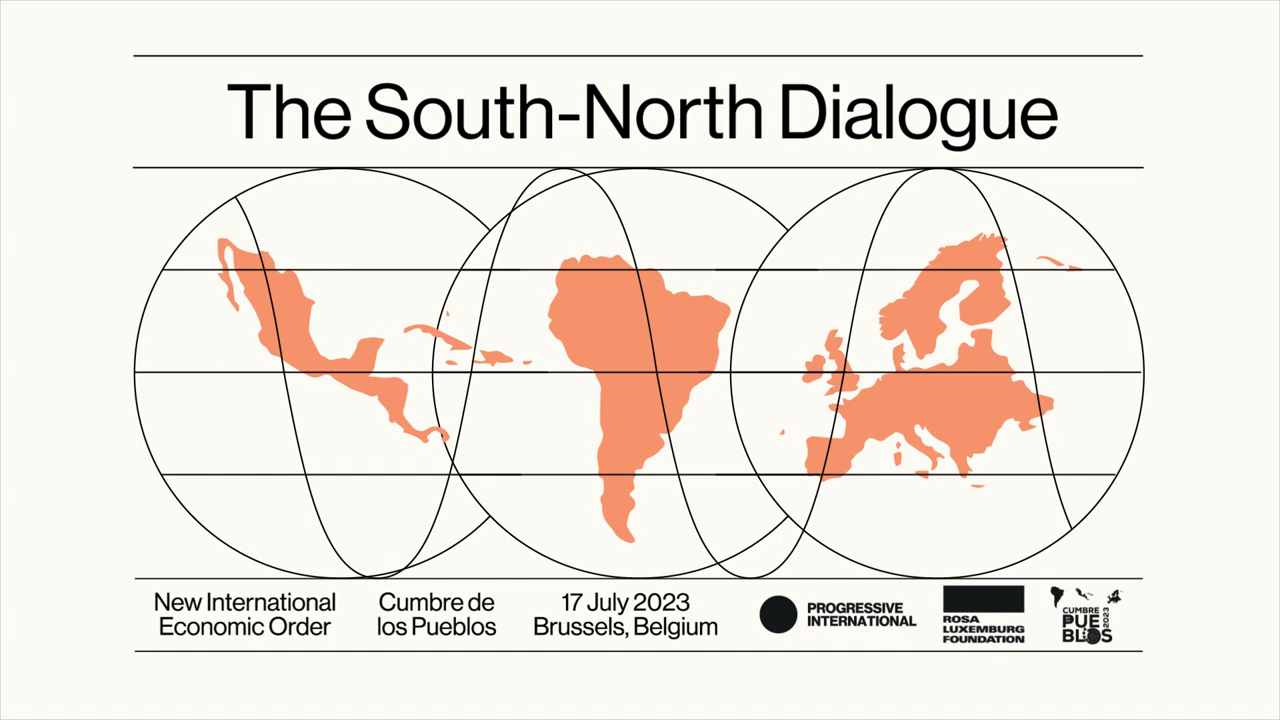 The South-North Dialogue
New International
Economic Order
Cumbre de
los Pueblos
17 July 2023
Brussels, Belgium
PROGRESSIVE
INTERNATIONAL
ROSA
LUXEMBURG
FOUNDATION
CUMBRE
PUE
BLOS
2023